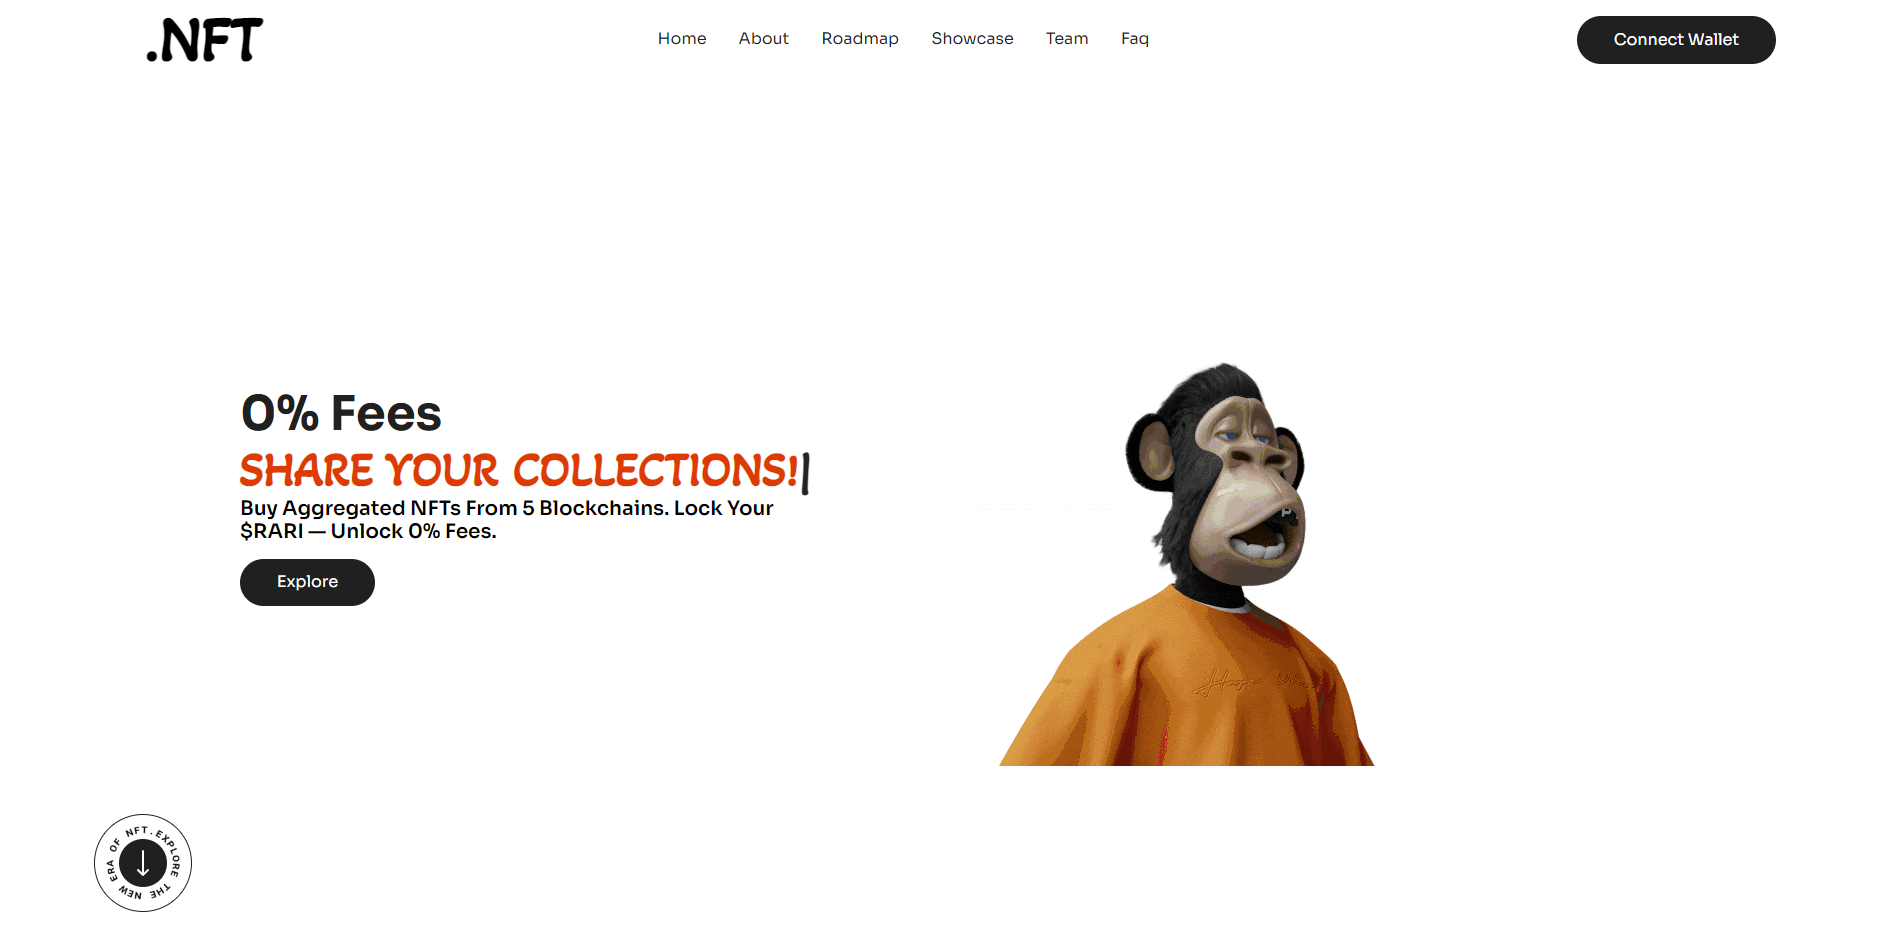 .NFT
Home About Roadmap Showcase Team Faq
Connect Wallet
0% Fees
SHARE YOUR COLLECTIONS!|
Buy Aggregated NFTs From 5 Blockchains. Lock Your
$RARI — Unlock 0% Fees.
Explore
EXPLORE THE NEW ERA OF NFT.